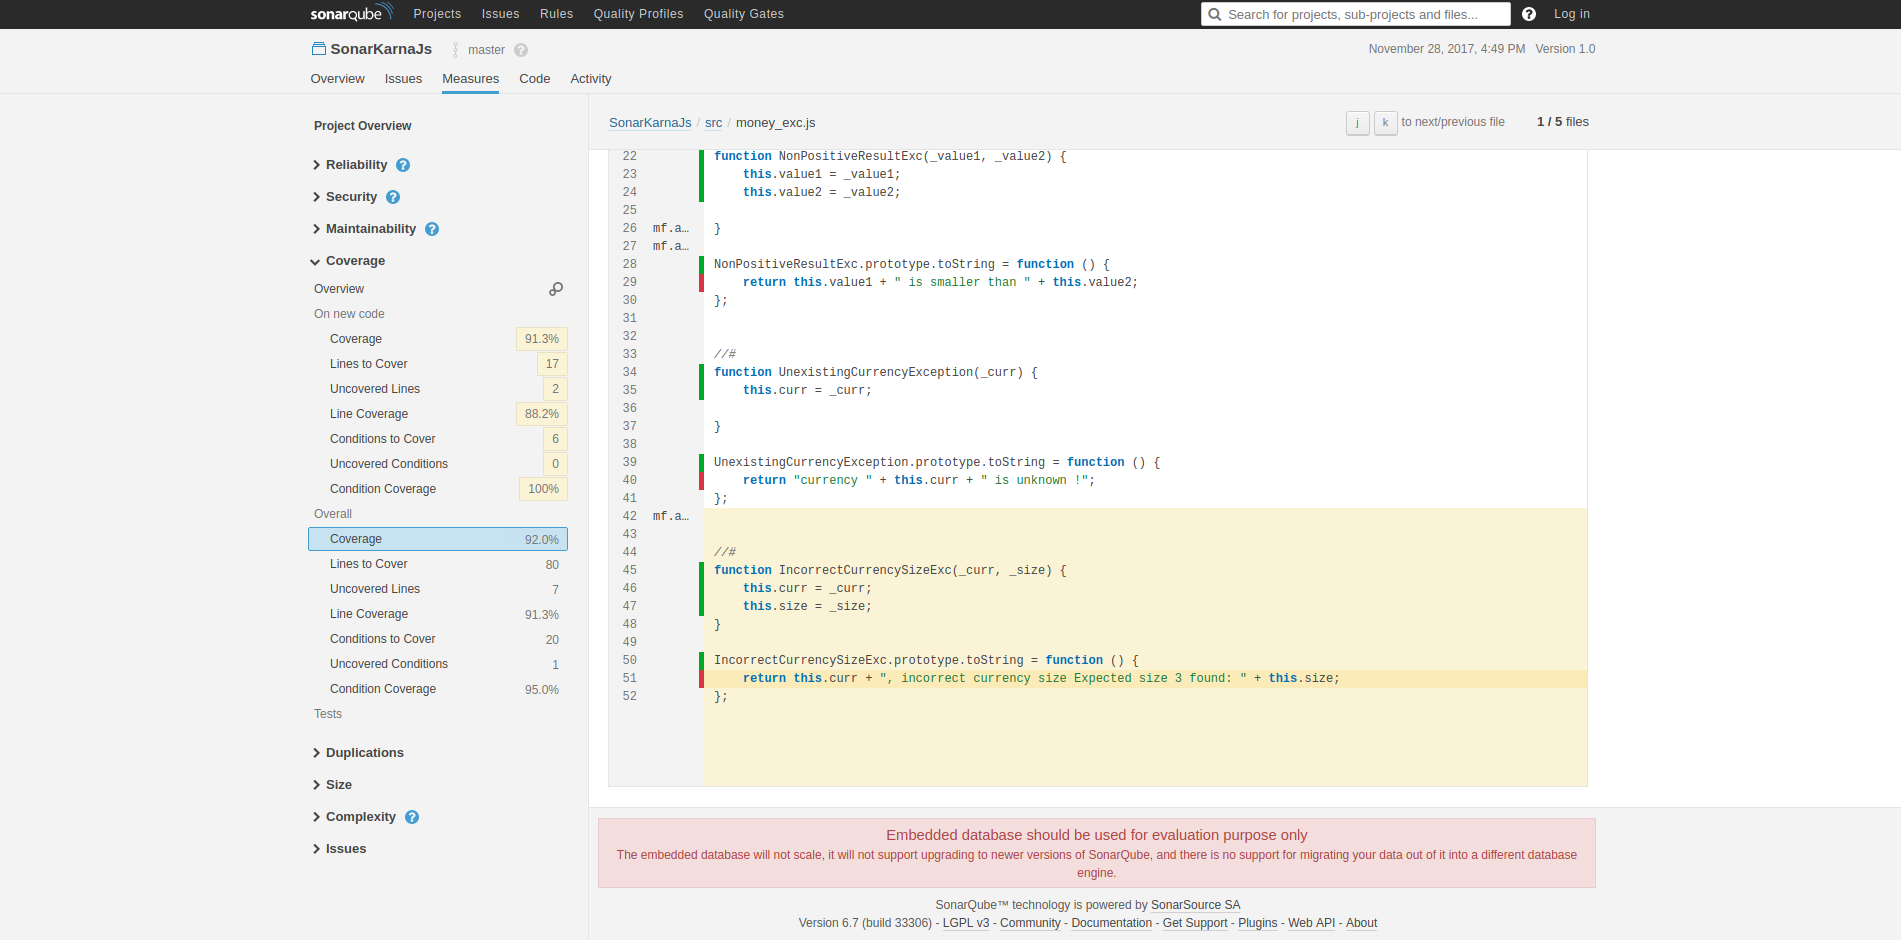 sonarqube Projects Issues Rules Quality Profiles Quality Gates Search for projects, sub-projects and files... ? Log in
SonarKarnaJs master ? November 28, 2017, 4:49 PM Version 1.0
Overview Issues Measures Code Activity
Project Overview
Reliability ?
Security ?
Maintainability ?
Coverage
Overview
On new code
Coverage 91.3%
Lines to Cover 17
Uncovered Lines 2
Line Coverage 88.2%
Conditions to Cover 6
Uncovered Conditions 0
Condition Coverage 100%
Overall
Coverage 92.0%
Lines to Cover 80
Uncovered Lines 7
Line Coverage 91.3%
Conditions to Cover 20
Uncovered Conditions 1
Condition Coverage 95.0%
Tests
Duplications
Size
Complexity ?
Issues
SonarKarnaJs / src / money_exc.js j k to next/previous file 1 / 5 files
22 function NonPositiveResultExc(_value1, _value2) {
23 this.value1 = _value1;
24 this.value2 = _value2;
25
26 mf.a… }
27 mf.a…
28 NonPositiveResultExc.prototype.toString = function () {
29 return this.value1 + " is smaller than " + this.value2;
30 };
31
32
33 //#
34 function UnexistingCurrencyException(_curr) {
35 this.curr = _curr;
36
37 }
38
39 UnexistingCurrencyException.prototype.toString = function () {
40 return "currency " + this.curr + " is unknown !";
41 };
42 mf.a…
43
44 //#
45 function IncorrectCurrencySizeExc(_curr, _size) {
46 this.curr = _curr;
47 this.size = _size;
48 }
49
50 IncorrectCurrencySizeExc.prototype.toString = function () {
51 return this.curr + ", incorrect currency size Expected size 3 found: " + this.size;
52 };
Embedded database should be used for evaluation purpose only
The embedded database will not scale, it will not support upgrading to newer versions of SonarQube, and there is no support for migrating your data out of it into a different database
engine.
SonarQube™ technology is powered by SonarSource SA
Version 6.7 (build 33306) - LGPL v3 - Community - Documentation - Get Support - Plugins - Web API - About